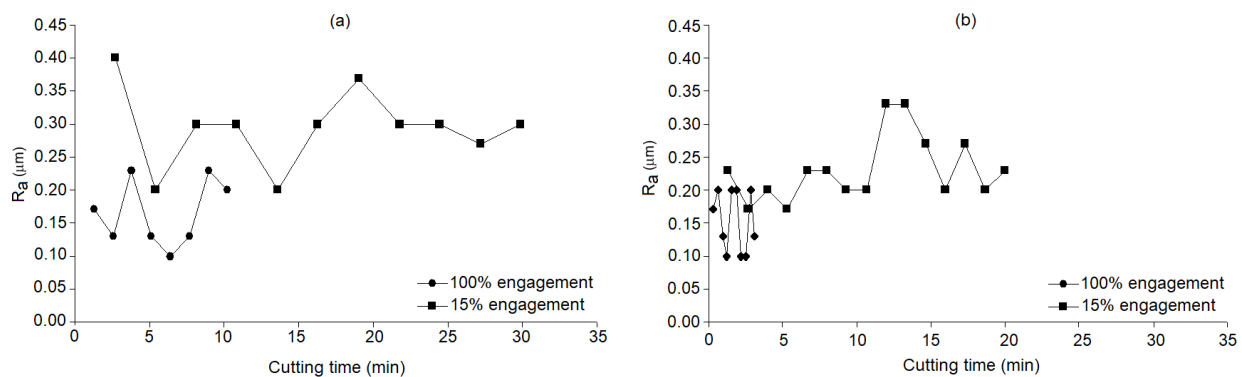 (a)
0.45
0.40
0.35
0.30
0.25
0.20
0.15
0.10
0.05
0.00
Ra (μm)
100% engagement
15% engagement
0 5 10 15 20 25 30 35
Cutting time (min)
(b)
0.45
0.40
0.35
0.30
0.25
0.20
0.15
0.10
0.05
0.00
Ra (μm)
100% engagement
15% engagement
0 5 10 15 20 25 30 35
Cutting time (min)